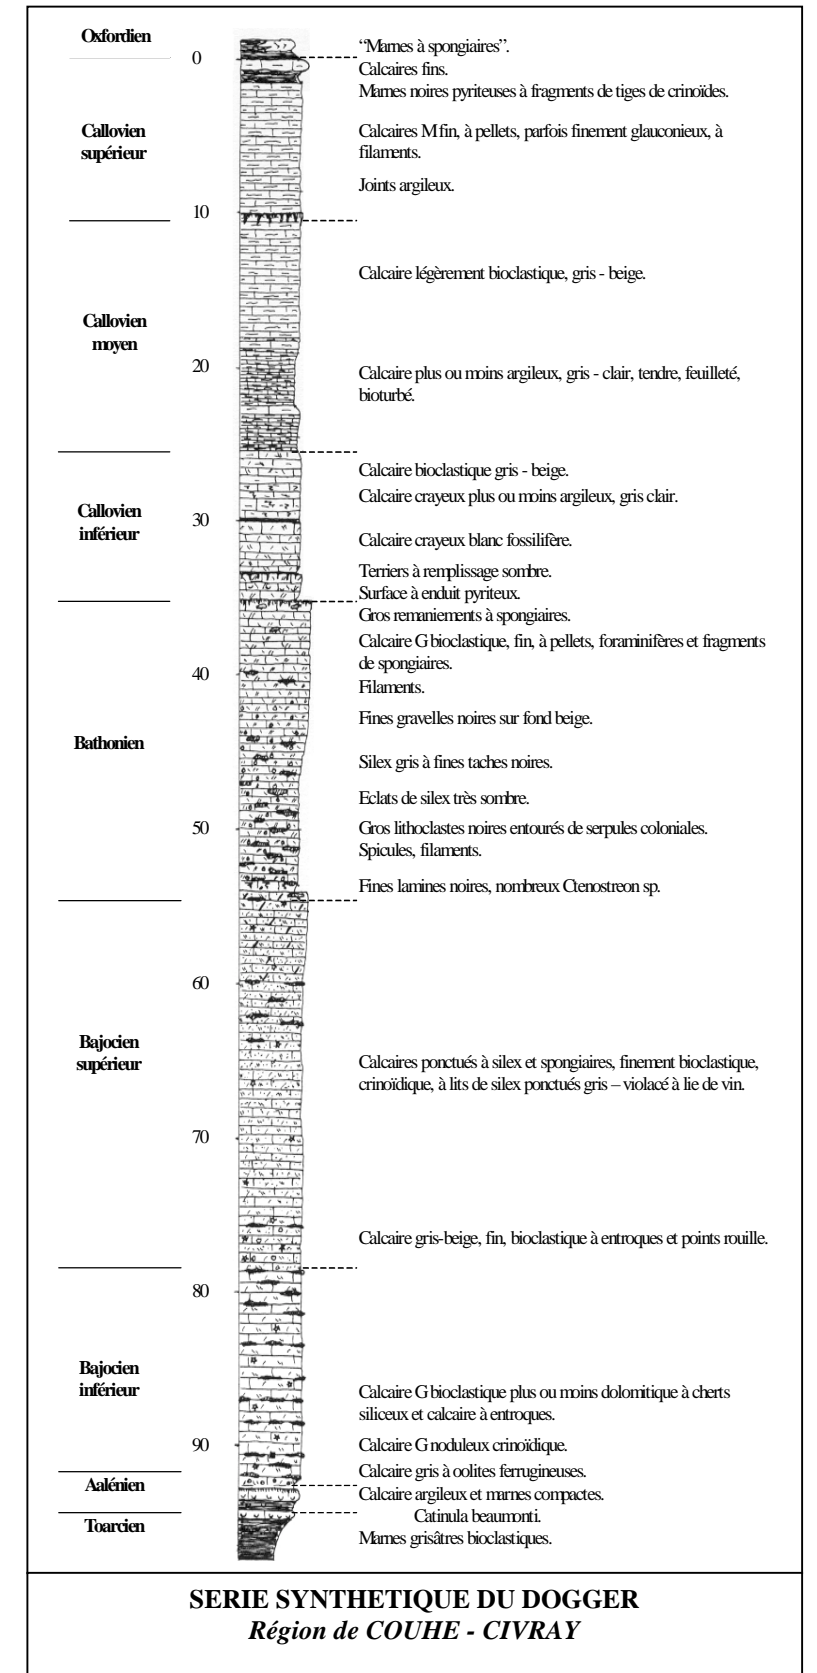 Oxfordien
0
“Marnes à spongiaires”.
Calcaires fins.
Marnes noires pyriteuses à fragments de tiges de crinoïdes.
Callovien
supérieur
Calcaires M fin, à pellets, parfois finement glauconieux, à
filaments.
Joints argileux.
10
Calcaire légèrement bioclastique, gris - beige.
Callovien
moyen
20
Calcaire plus ou moins argileux, gris - clair, tendre, feuilleté,
bioturbé.
Calcaire bioclastique gris - beige.
Calcaire crayeux plus ou moins argileux, gris clair.
Callovien
inférieur
30
Calcaire crayeux blanc fossilifère.
Terriers à remplissage sombre.
Surface à enduit pyriteux.
Gros remaniements à spongiaires.
Calcaire G bioclastique, fin, à pellets, foraminifères et fragments
de spongiaires.
40
Filaments.
Fines gravelles noires sur fond beige.
Bathonien
Silex gris à fines taches noires.
Eclats de silex très sombre.
50
Gros lithoclastes noires entourés de serpules coloniales.
Spicules, filaments.
Fines lamines noires, nombreux Ctenostreon sp.
60
Bajocien
supérieur
Calcaires ponctués à silex et spongiaires, finement bioclastique,
crinoïdique, à lits de silex ponctués gris – violacé à lie de vin.
70
Calcaire gris-beige, fin, bioclastique à entroques et points rouille.
80
Bajocien
inférieur
Calcaire G bioclastique plus ou moins dolomitique à cherts
siliceux et calcaire à entroques.
90
Calcaire G noduleux crinoïdique.
Calcaire gris à oolites ferrugineuses.
Aalénien
Calcaire argileux et marnes compactes.
Catinula beaumonti.
Toarcien
Marnes grisâtres bioclastiques.
SERIE SYNTHETIQUE DU DOGGER
Région de COUHE - CIVRAY